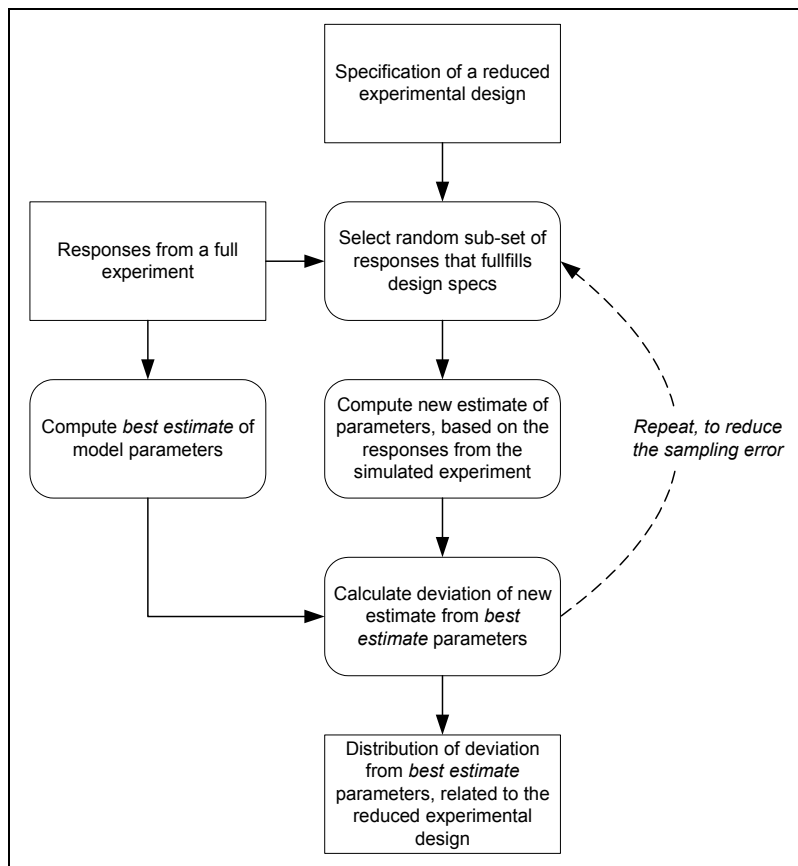 Specification of a reduced
experimental design
Responses from a full
experiment
Select random sub-set of
responses that fullfills
design specs
Compute best estimate of
model parameters
Compute new estimate of
parameters, based on the
responses from the
simulated experiment
Repeat, to reduce
the sampling error
Calculate deviation of new
estimate from best
estimate parameters
Distribution of deviation
from best estimate
parameters, related to the
reduced experimental
design